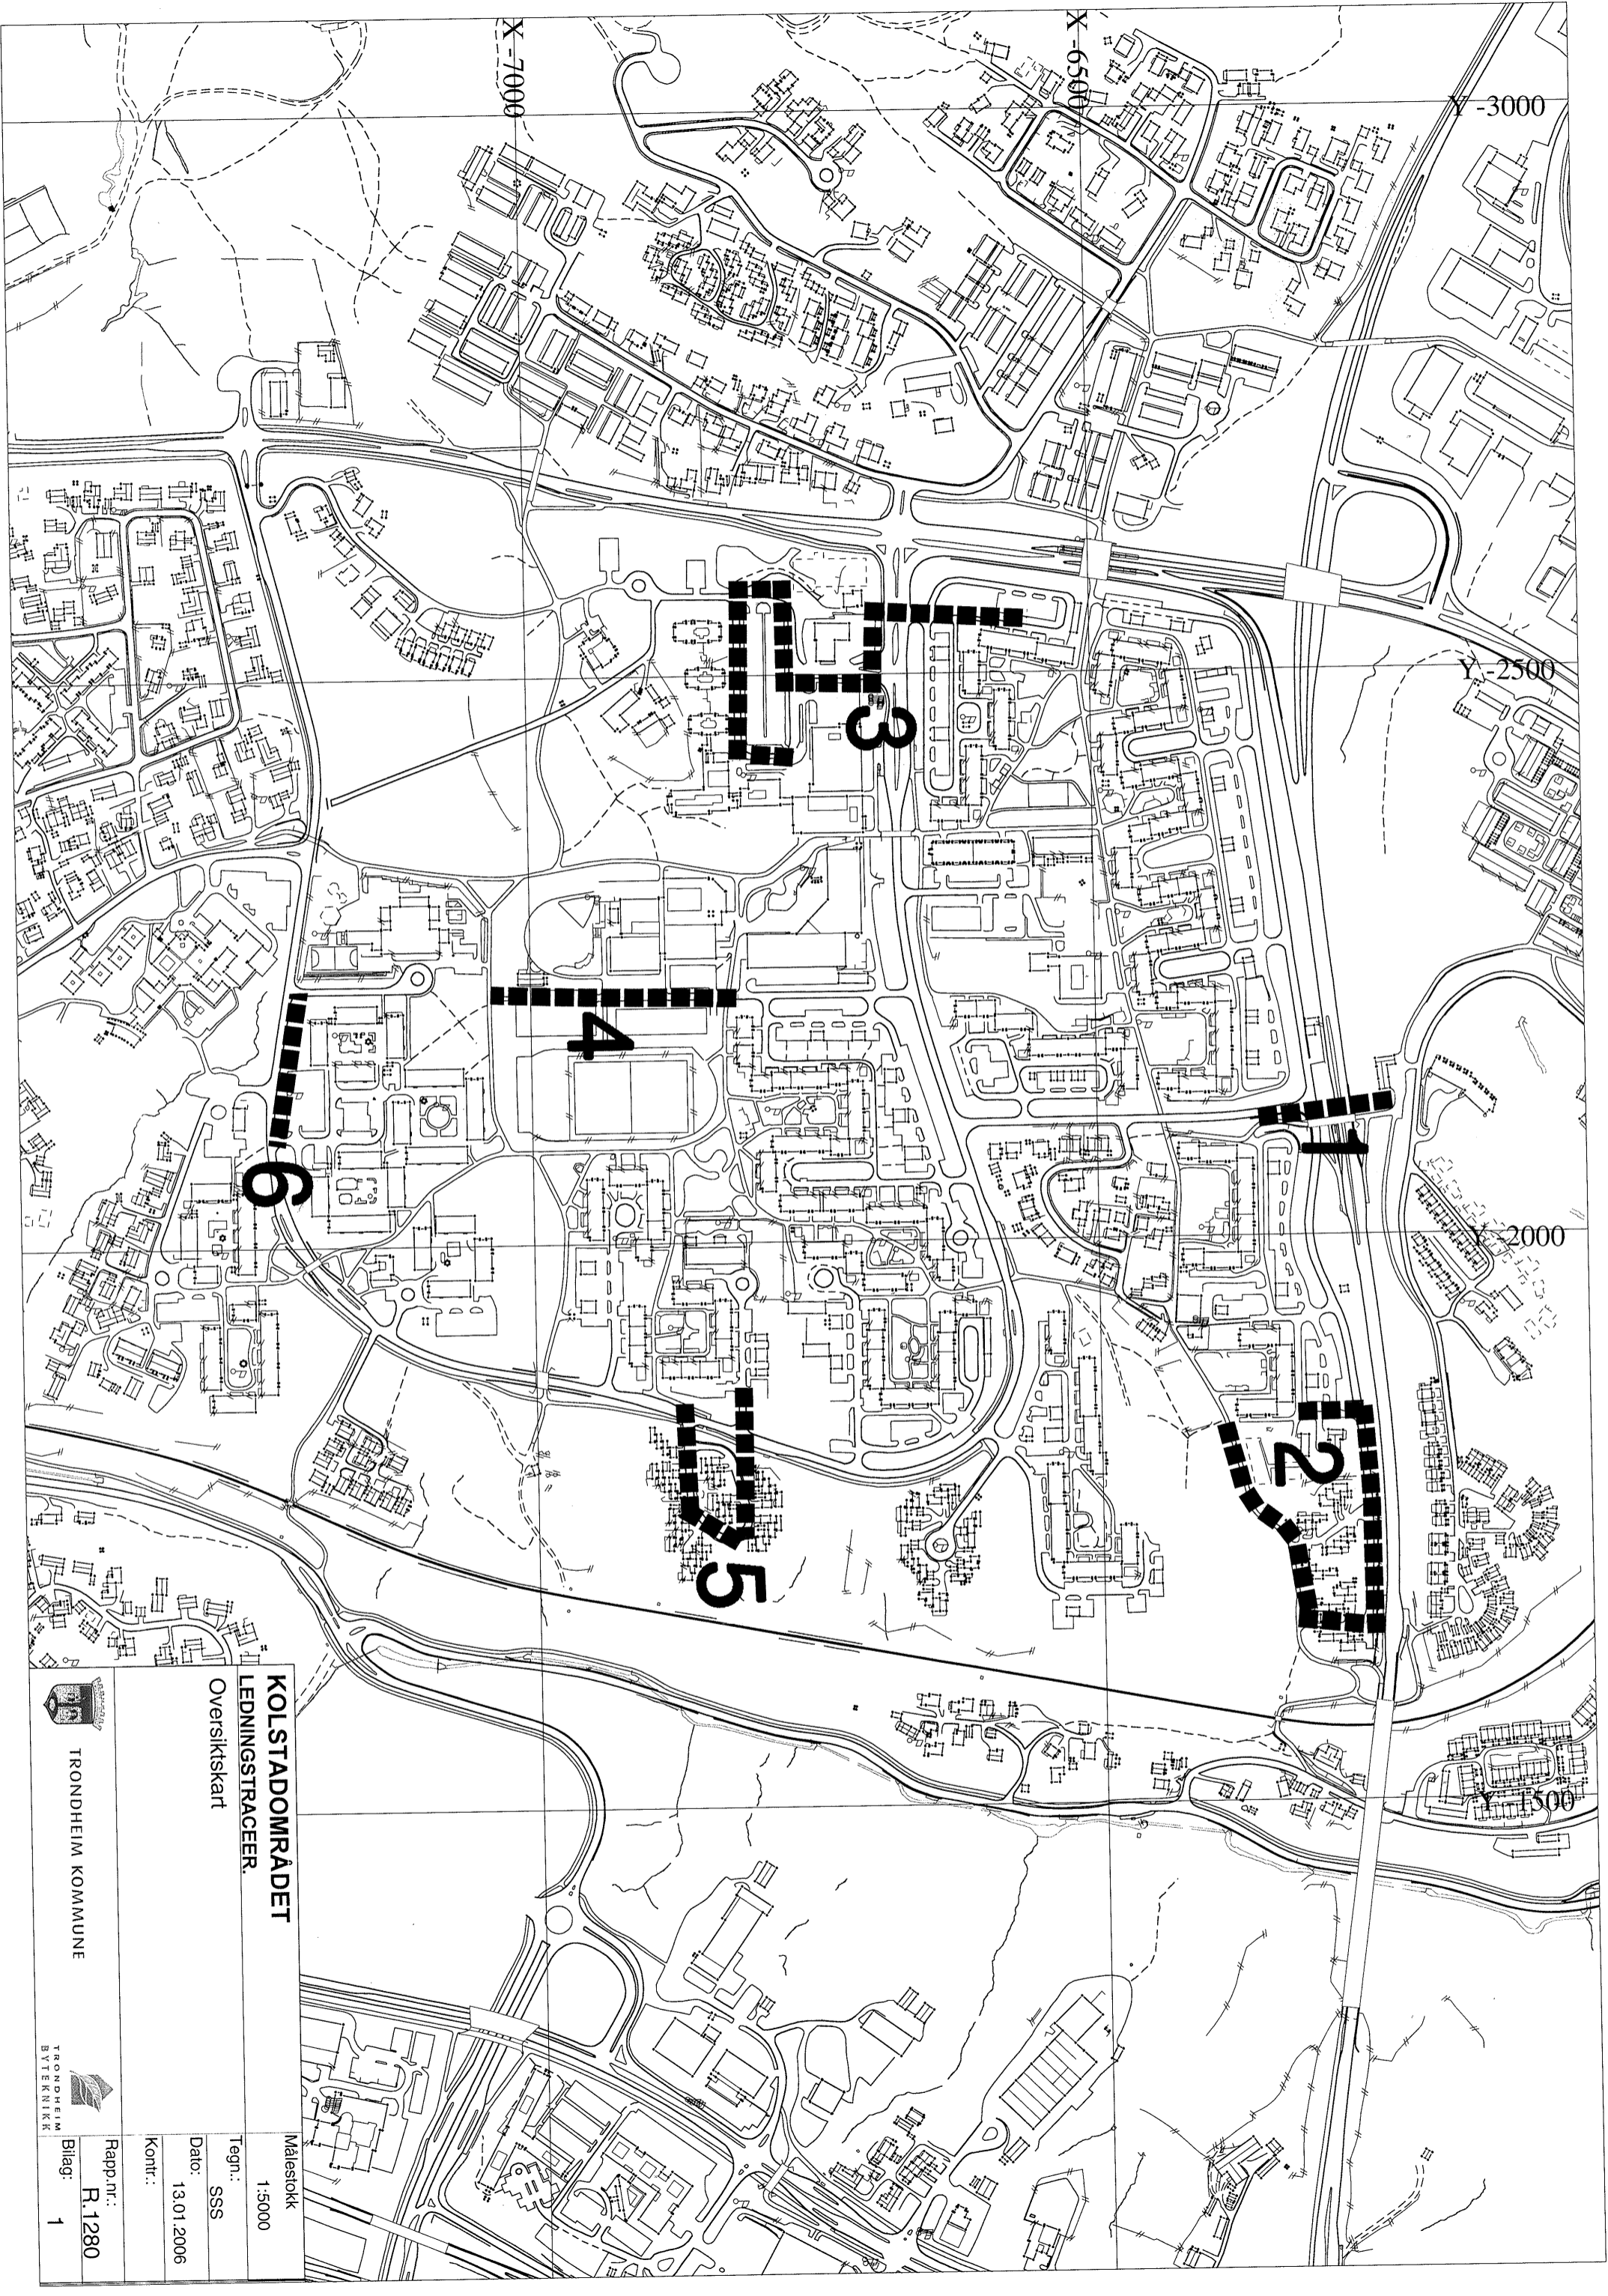 X -7000
X -6500
Y -3000
Y -2500
Y -2000
Y -1500
1
2
3
4
5
6
KOLSTADOMRÅDET
LEDNINGSTRACEER.
Oversiktskart
TRONDHEIM KOMMUNE
TRONDHEIM
BYTEKNIKK
Målestokk
1:5000
Tegn.:
SSS
Dato:
13.01.2006
Kontr.:
Rapp.nr.:
R.1280
Bilag:
1